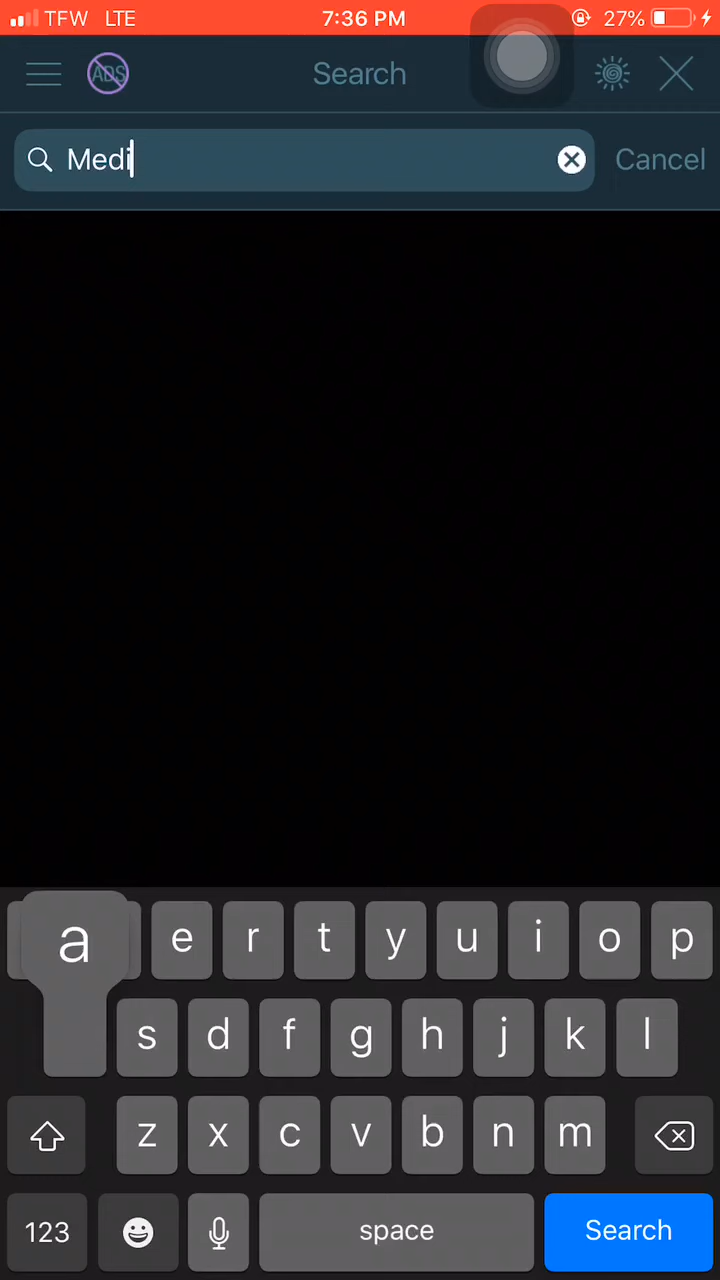 TFW LTE 7:36 PM 27%
ADS Search
Medi Cancel
a e r t y u i o p
s d f g h j k l
z x c v b n m
123 space Search